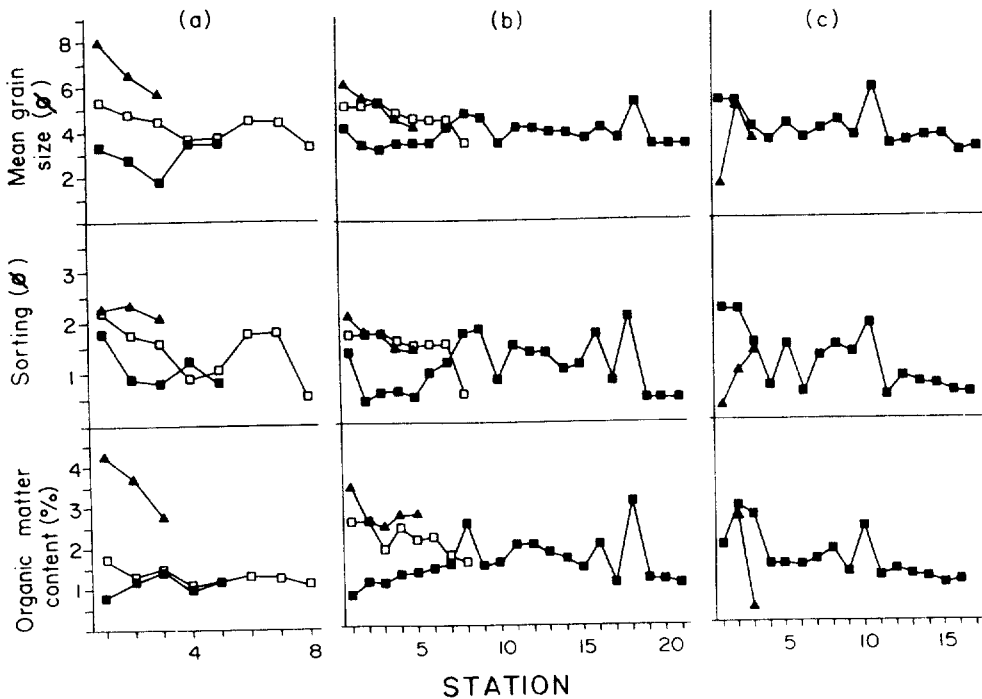 (a) (b) (c)
Mean grain
size (ø)
8
6
4
2
Sorting (ø)
3
2
1
Organic matter
content (%)
4
3
2
1
4 8
5 10 15 20
5 10 15
STATION